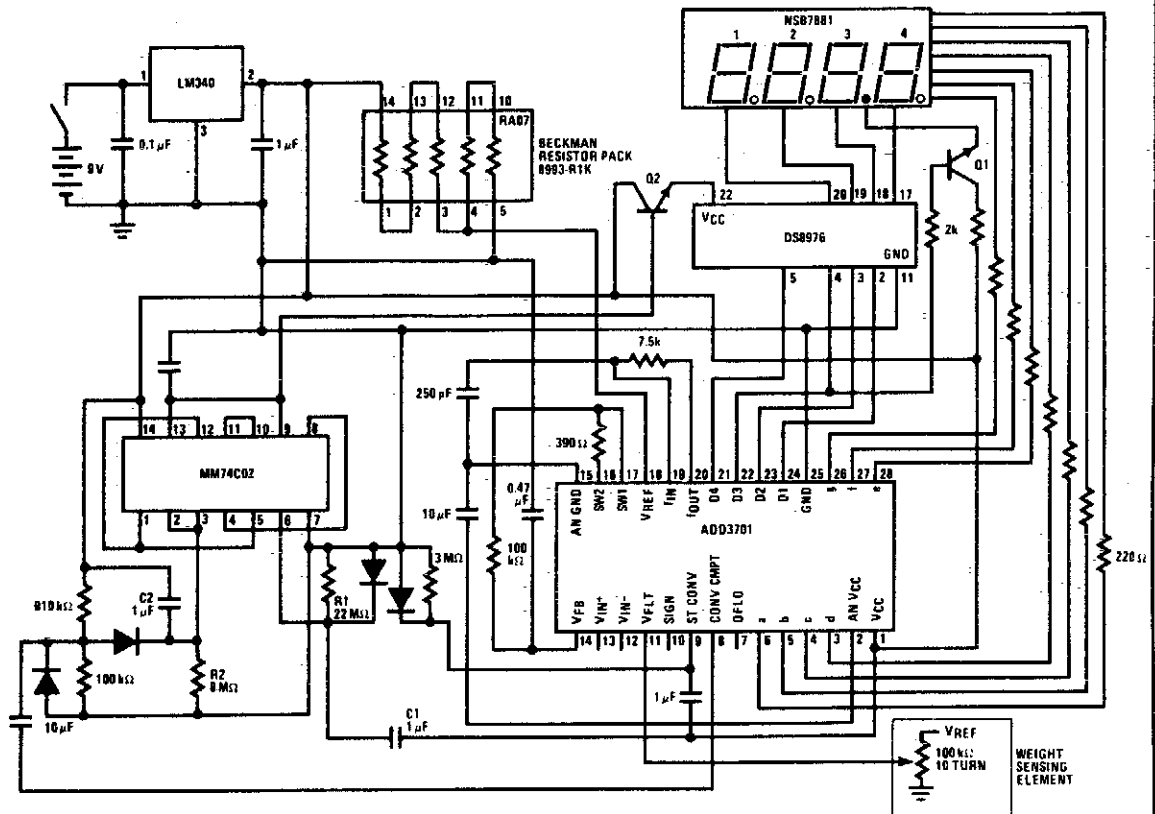 NSB7881
1 2 3 4
1 LM340 2
3
0.1 µF
1 µF
9V
14 13 12 11 10
RA07
1 2 3 4 5
BECKMAN
RESISTOR PACK
8993-R1K
Q2
Q1
22 20 19 18 17
VCC
DS8976
GND
5 4 3 2 11
2k
7.5k
250 pF
390 Ω
14 13 12 11 10 9 8
MM74C02
1 2 3 4 5 6 7
10 µF
0.47
µF
100
kΩ
15 16 17 18 19 20 21 22 23 24 25 26 27 28
AN GND SW2 SW1 VREF fIN fOUT D4 D3 D2 D1 GND g f e
ADD3701
VFB VIN+ VIN- VFLT SIGN ST CONV CONV CMPT OFLO a b c d AN VCC VCC
14 13 12 11 10 9 8 7 6 5 4 3 2 1
220 Ω
3 MΩ
R1
22 MΩ
C2
1 µF
100 kΩ
R2
8 MΩ
10 µF
C1
1 µF
1 µF
VREF
100 kΩ
10 TURN
WEIGHT
SENSING
ELEMENT